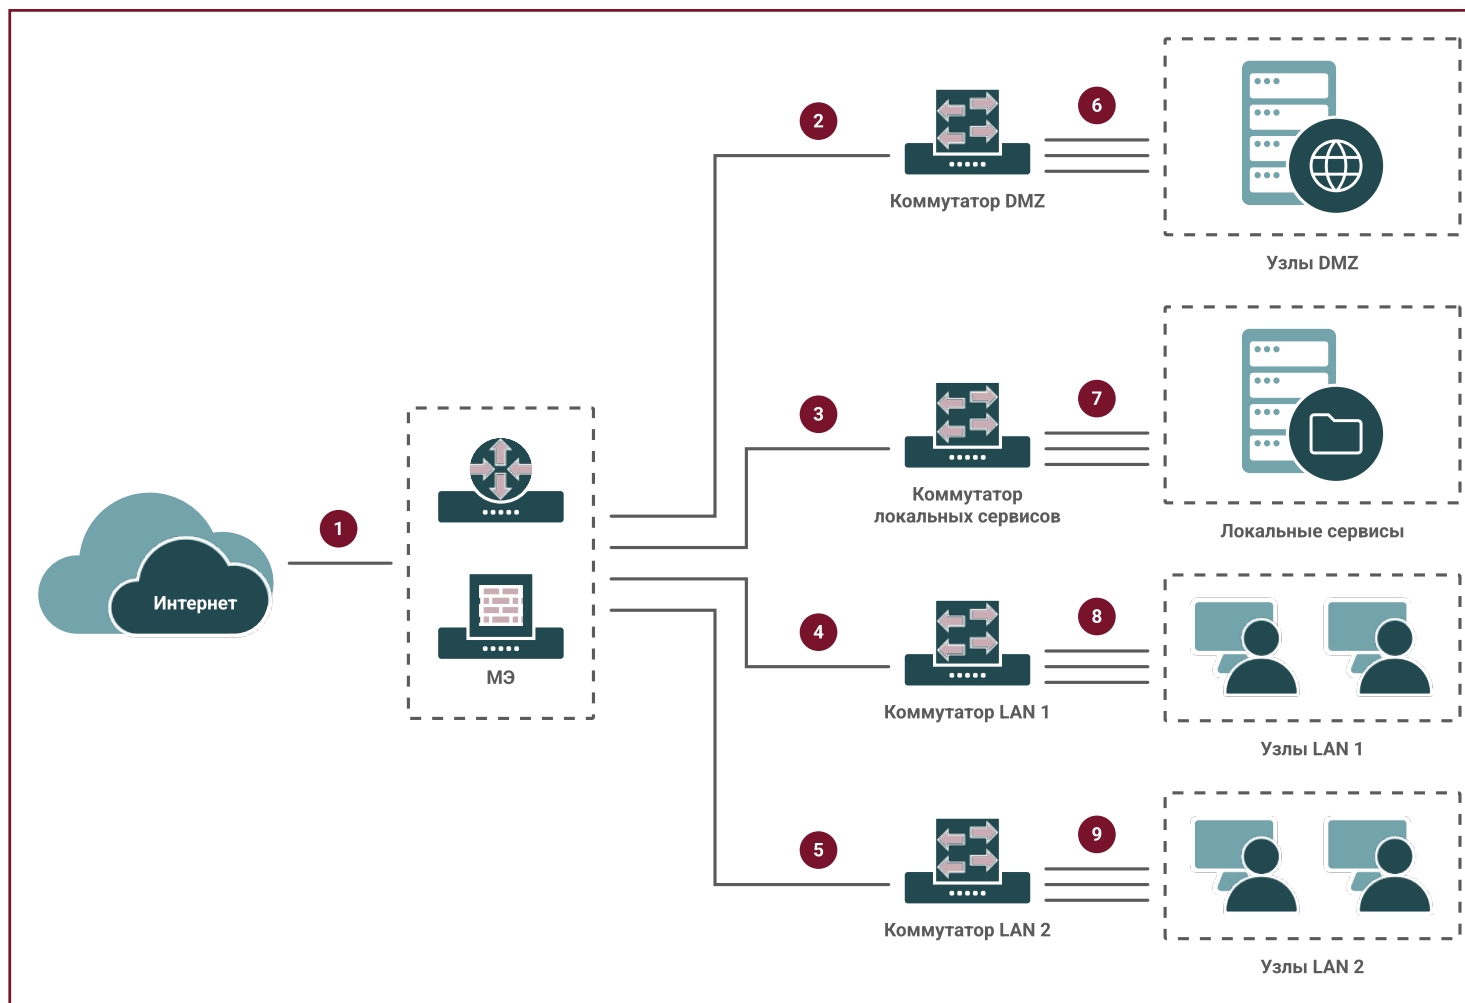 2
6
Коммутатор DMZ
Узлы DMZ
3
7
Коммутатор
локальных сервисов
Локальные сервисы
1
Интернет
МЭ
4
8
Коммутатор LAN 1
Узлы LAN 1
5
9
Коммутатор LAN 2
Узлы LAN 2